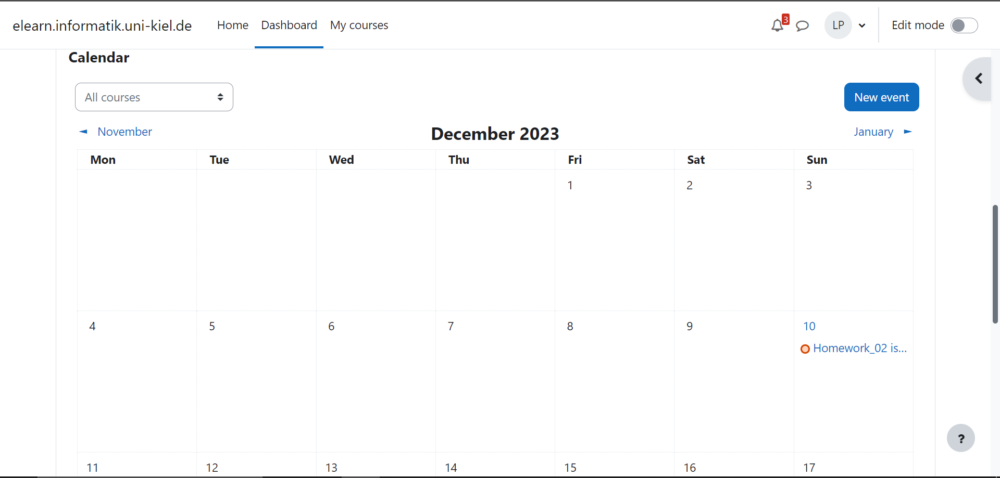 elearn.informatik.uni-kiel.de Home Dashboard My courses 3 LP Edit mode
Calendar
All courses New event
◄ November December 2023 January ►
Mon Tue Wed Thu Fri Sat Sun
1 2 3
4 5 6 7 8 9 10
Homework_02 is...
?
11 12 13 14 15 16 17